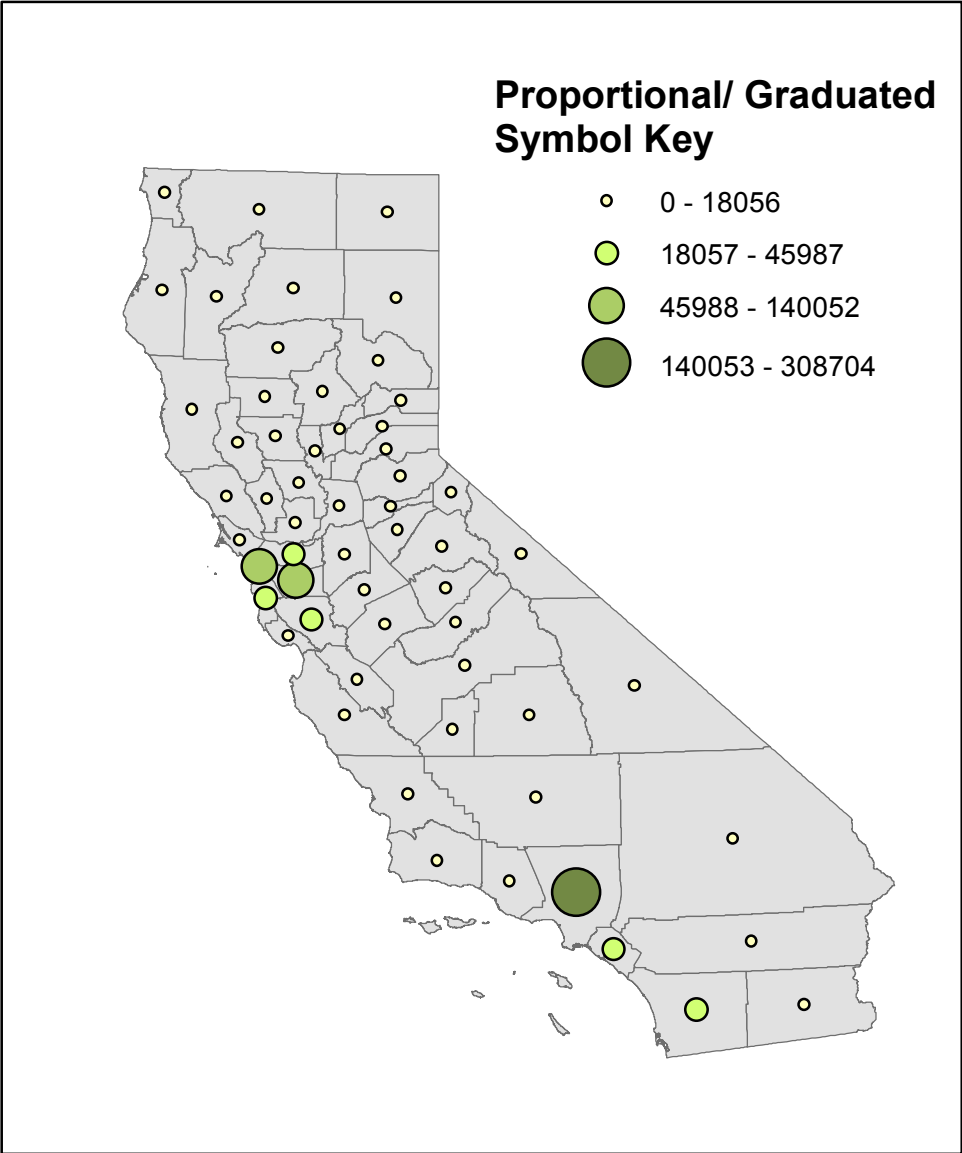 Proportional/ Graduated
Symbol Key
0 - 18056
18057 - 45987
45988 - 140052
140053 - 308704